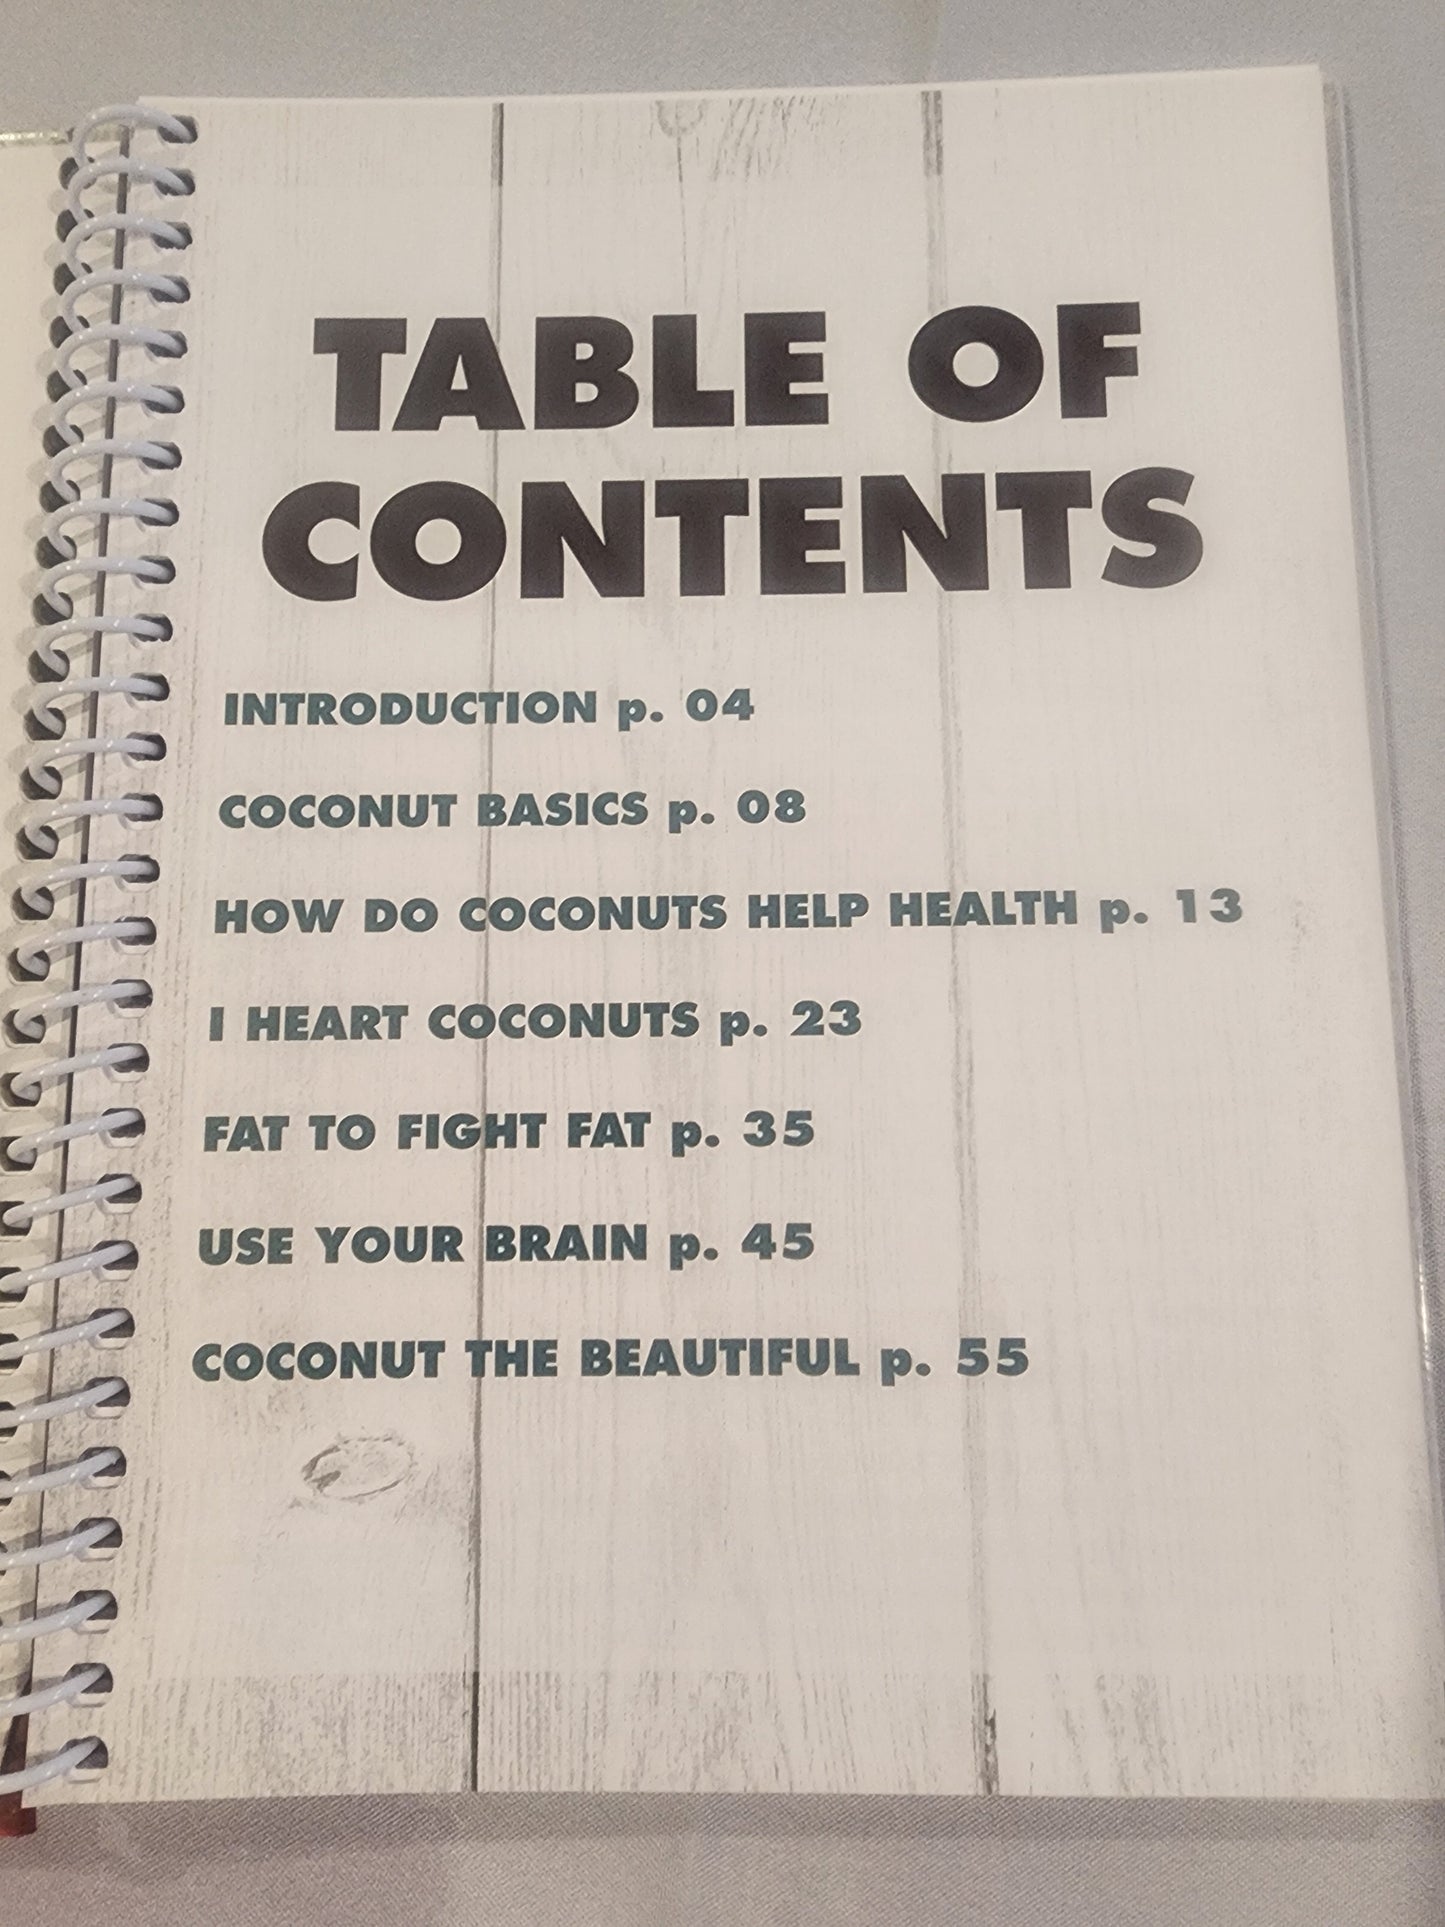 TABLE OF
CONTENTS
INTRODUCTION p. 04
COCONUT BASICS p. 08
HOW DO COCONUTS HELP HEALTH p. 13
I HEART COCONUTS p. 23
FAT TO FIGHT FAT p. 35
USE YOUR BRAIN p. 45
COCONUT THE BEAUTIFUL p. 55